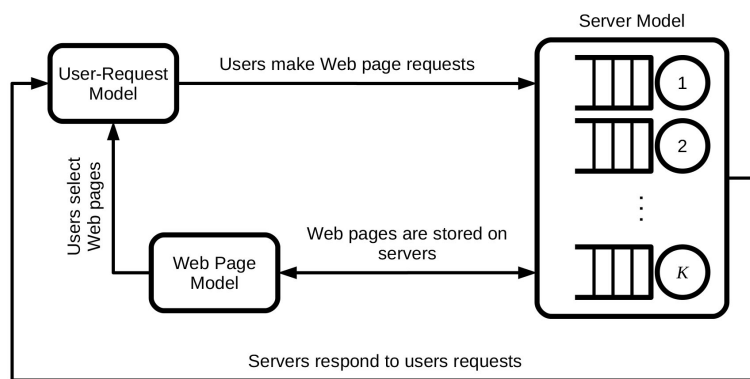 Server Model
User-Request
Model
Users make Web page requests
1
2
Users select
Web pages
Web pages are stored on
servers
Web Page
Model
K
Servers respond to users requests